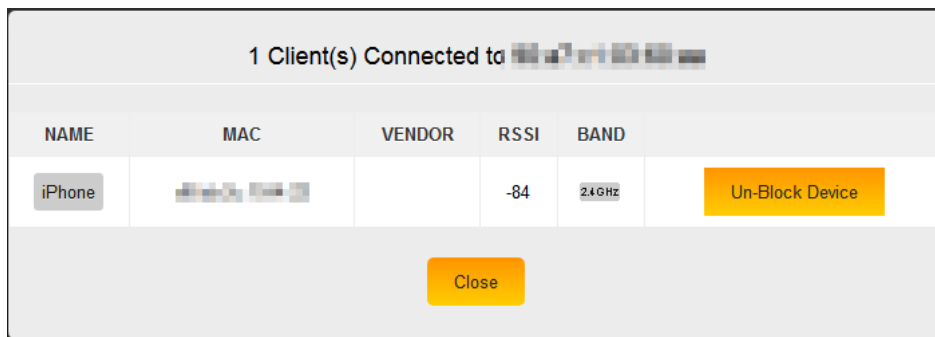 1 Client(s) Connected to
NAME MAC VENDOR RSSI BAND
iPhone -84 2.4GHz Un-Block Device
Close